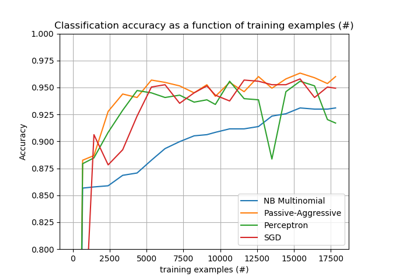 Classification accuracy as a function of training examples (#)
1.000
0.975
0.950
0.925
0.900
0.875
0.850
0.825
0.800
Accuracy
NB Multinomial
Passive-Aggressive
Perceptron
SGD
0 2500 5000 7500 10000 12500 15000 17500
training examples (#)